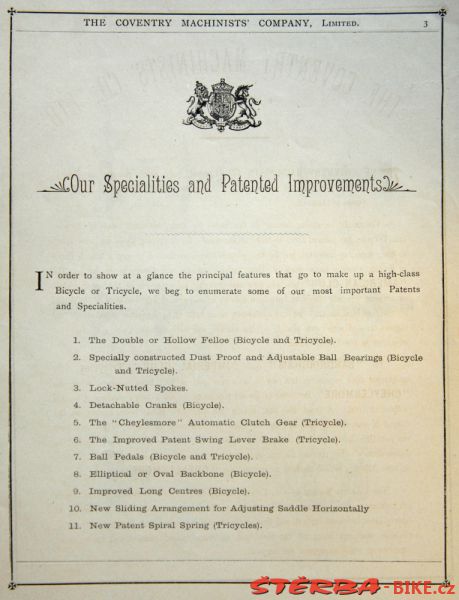 THE COVENTRY MACHINISTS' COMPANY, LIMITED. 3
Our Specialities and Patented Improvements
IN order to show at a glance the principal features that go to make up a high-class
Bicycle or Tricycle, we beg to enumerate some of our most important Patents
and Specialities.
1. The Double or Hollow Felloe (Bicycle and Tricycle).
2. Specially constructed Dust Proof and Adjustable Ball Bearings (Bicycle
and Tricycle).
3. Lock-Nutted Spokes.
4. Detachable Cranks (Bicycle).
5. The "Cheylesmore" Automatic Clutch Gear (Tricycle).
6. The Improved Patent Swing Lever Brake (Tricycle).
7. Ball Pedals (Bicycle and Tricycle).
8. Elliptical or Oval Backbone (Bicycle).
9. Improved Long Centres (Bicycle).
10. New Sliding Arrangement for Adjusting Saddle Horizontally
11. New Patent Spiral Spring (Tricycles).
ŠTĚRBA-BIKE.cz